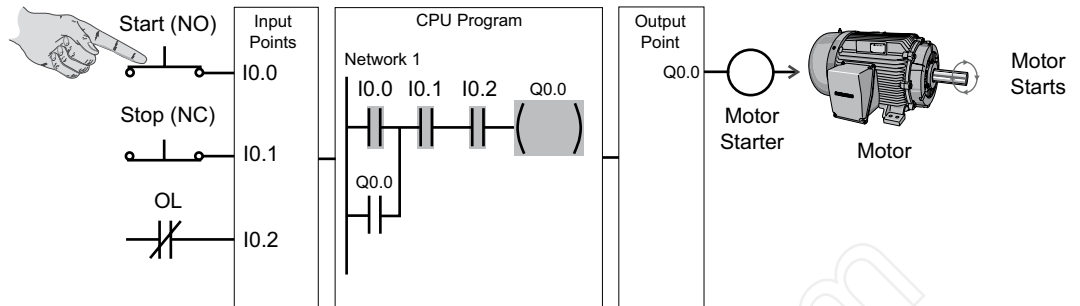 Start (NO)
I0.0
Stop (NC)
I0.1
OL
I0.2
Input
Points
CPU Program
Network 1
I0.0 I0.1 I0.2 Q0.0
Q0.0
Output
Point
Q0.0
Motor
Starter
Motor
Motor
Starts